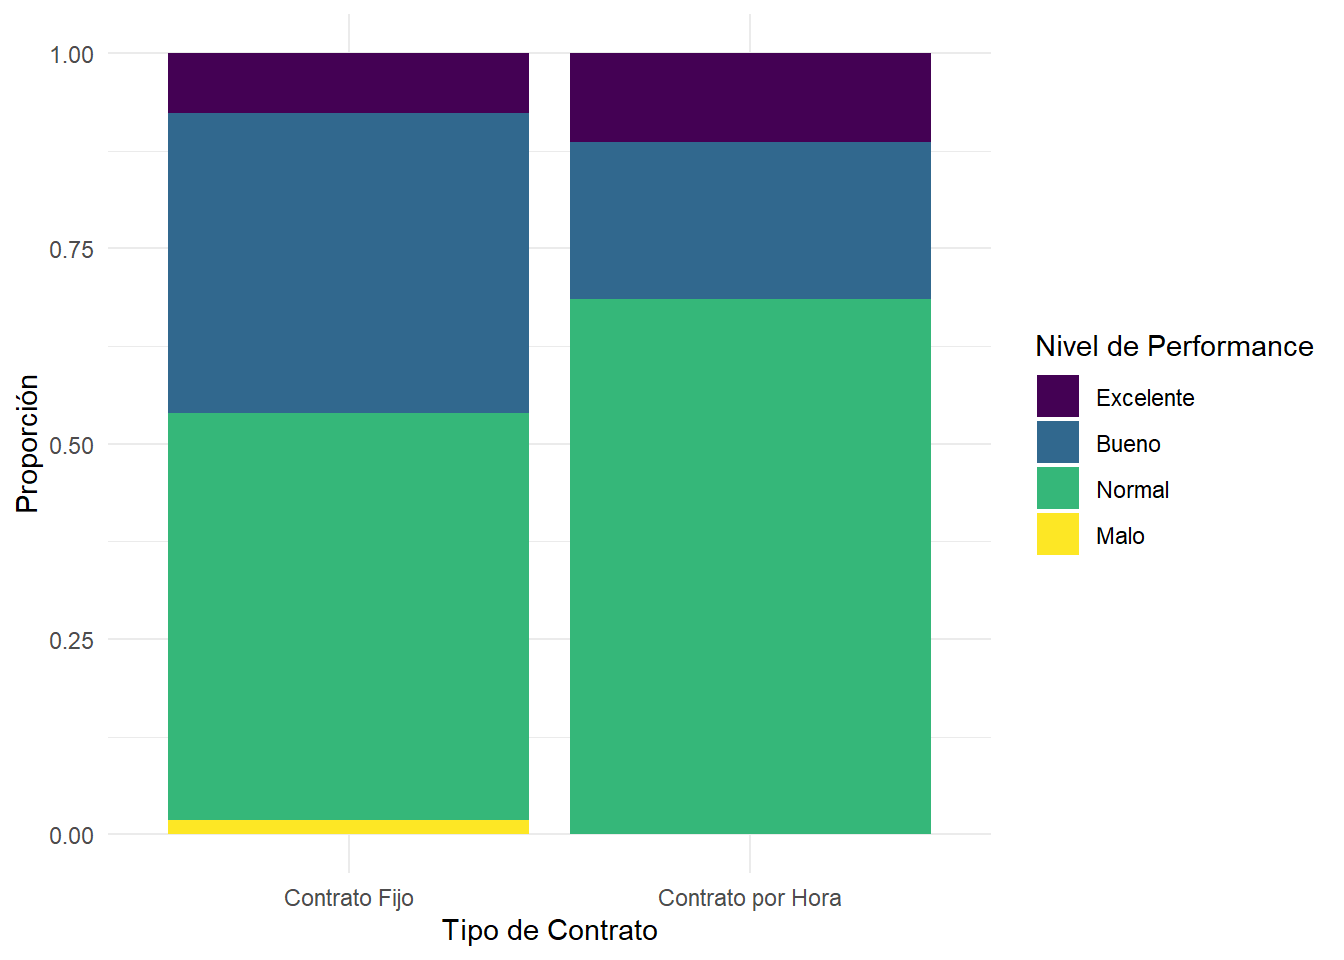 1.00
0.75
0.50
0.25
0.00
Proporción
Contrato Fijo
Contrato por Hora
Tipo de Contrato
Nivel de Performance
Excelente
Bueno
Normal
Malo